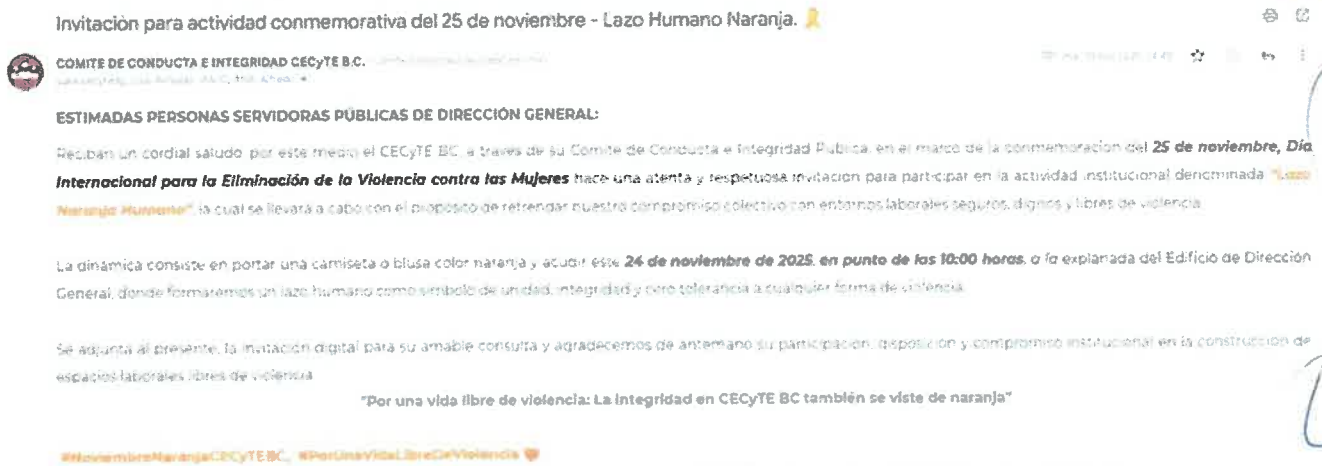 Invitación para actividad conmemorativa del 25 de noviembre - Lazo Humano Naranja.
COMITE DE CONDUCTA E INTEGRIDAD CECyTE B.C.
ESTIMADAS PERSONAS SERVIDORAS PÚBLICAS DE DIRECCIÓN GENERAL:
Reciban un cordial saludo, por este medio el CECyTE BC, a través de su Comité de Conducta e Integridad Pública, en el marco de la conmemoración del 25 de noviembre, Día
Internacional para la Eliminación de la Violencia contra las Mujeres hace una atenta y respetuosa invitación para participar en la actividad institucional denominada "Lazo
Naranja Humano", la cual se llevará a cabo con el propósito de refrendar nuestro compromiso colectivo con entornos laborales seguros, dignos y libres de violencia.
La dinámica consiste en portar una camiseta o blusa color naranja y acudir este 24 de noviembre de 2025, en punto de las 10:00 horas, a la explanada del Edificio de Dirección
General, donde formaremos un lazo humano como símbolo de unidad, integridad y cero tolerancia a cualquier forma de violencia.
Se adjunta al presente, la invitación digital para su amable consulta y agradecemos de antemano su participación, disposición y compromiso institucional en la construcción de
espacios laborales libres de violencia.
"Por una vida libre de violencia: La integridad en CECyTE BC también se viste de naranja"
#NoviembreNaranjaCECyTEBC, #PorUnaVidaLibreDeViolencia